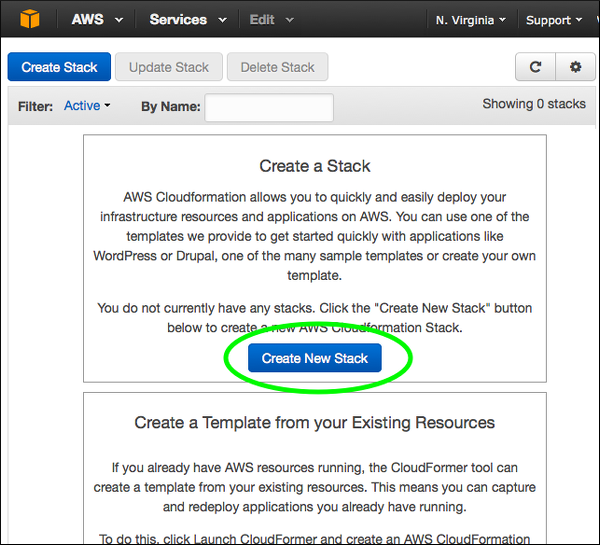 AWS Services Edit N. Virginia Support
Create Stack Update Stack Delete Stack
Filter: Active By Name: Showing 0 stacks
Create a Stack
AWS Cloudformation allows you to quickly and easily deploy your
infrastructure resources and applications on AWS. You can use one of the
templates we provide to get started quickly with applications like
WordPress or Drupal, one of the many sample templates or create your own
template.
You do not currently have any stacks. Click the "Create New Stack" button
below to create a new AWS Cloudformation Stack.
Create New Stack
Create a Template from your Existing Resources
If you already have AWS resources running, the CloudFormer tool can
create a template from your existing resources. This means you can capture
and redeploy applications you already have running.
To do this, click Launch CloudFormer and create an AWS CloudFormation